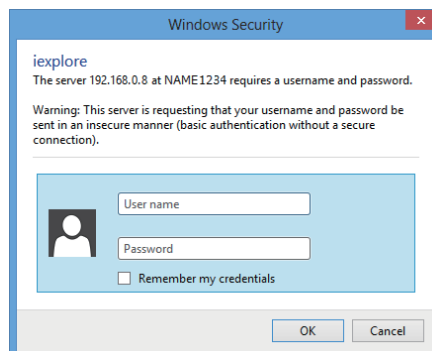 Windows Security
iexplore
The server 192.168.0.8 at NAME1234 requires a username and password.
Warning: This server is requesting that your username and password be
sent in an insecure manner (basic authentication without a secure
connection).
User name
Password
Remember my credentials
OK Cancel